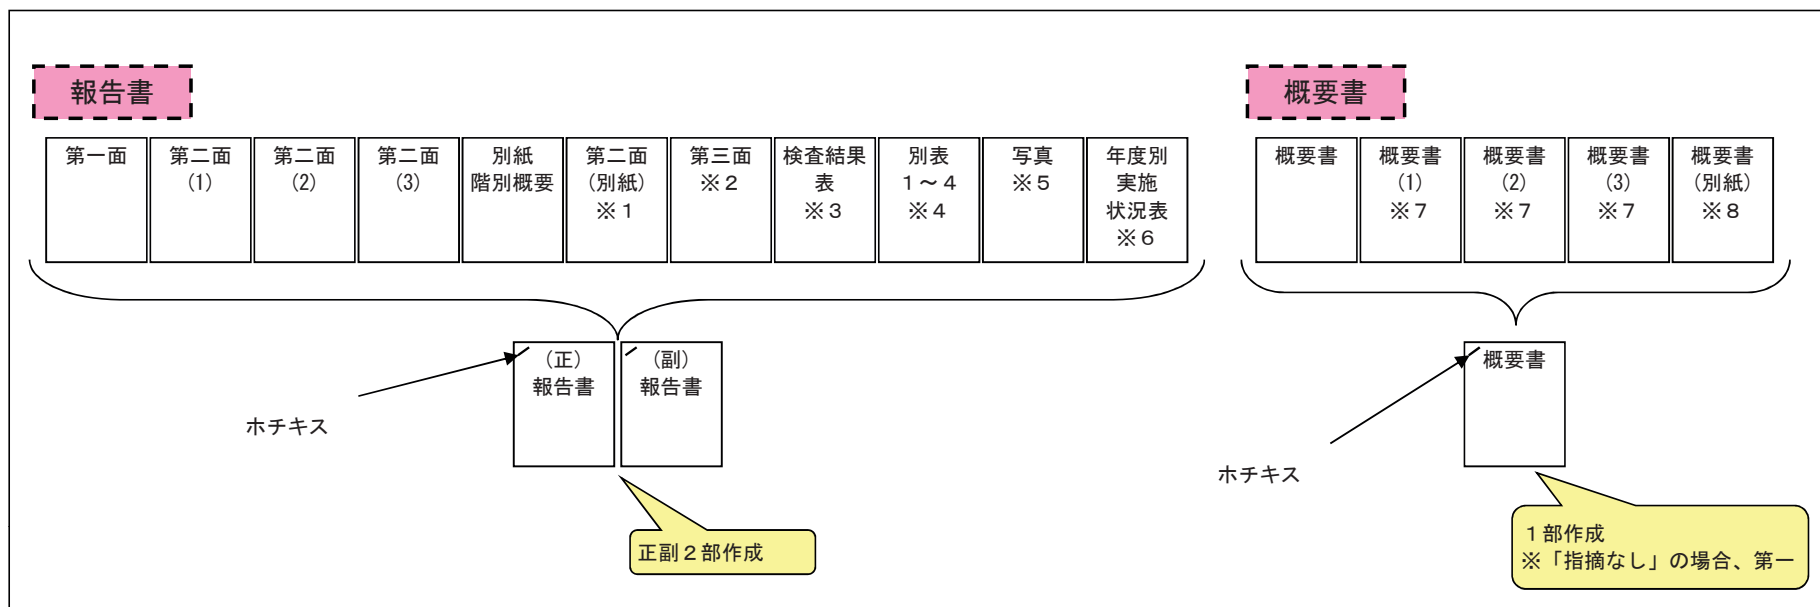 報告書
第一面
第二面
(1)
第二面
(2)
第二面
(3)
別紙
階別概要
第二面
(別紙)
※１
第三面
※２
検査結果
表
※３
別表
１～４
※４
写真
※５
年度別
実施
状況表
※６
(正)
報告書
(副)
報告書
ホチキス
正副２部作成
概要書
概要書
概要書
(1)
※７
概要書
(2)
※７
概要書
(3)
※７
概要書
(別紙)
※８
概要書
ホチキス
１部作成
※「指摘なし」の場合、第一